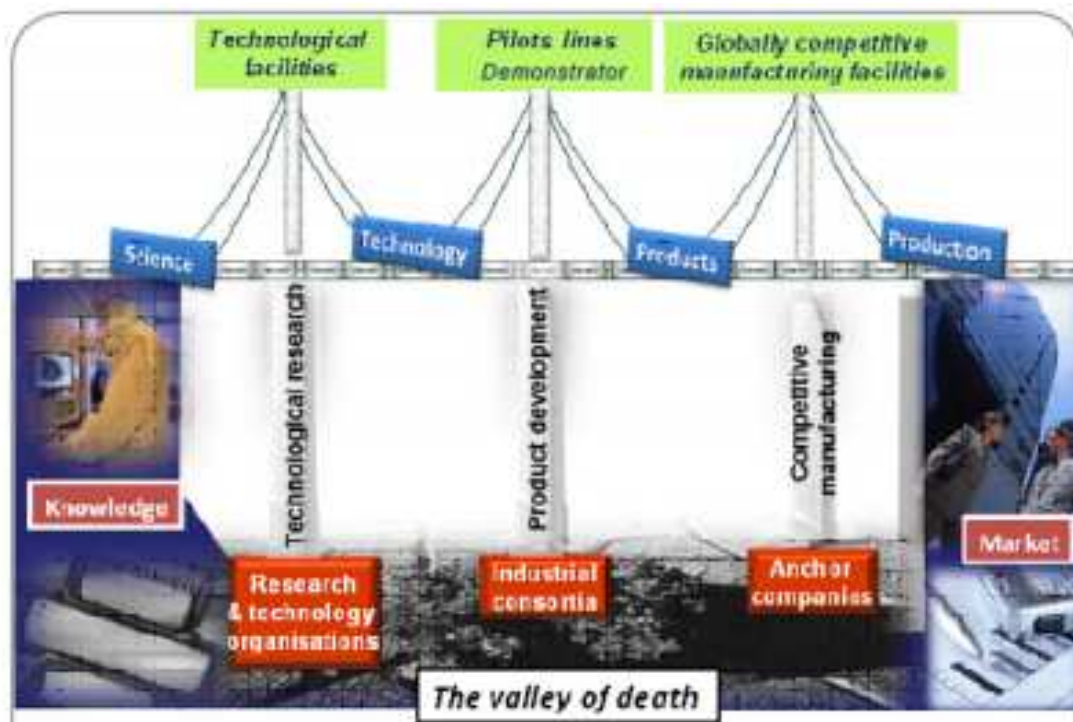 Technological
facilities
Pilots lines
Demonstrator
Globally competitive
manufacturing facilities
Science
Technology
Products
Production
Technological research
Product development
Competitive
manufacturing
Knowledge
Market
Research
& technology
organisations
Industrial
consortia
Anchor
companies
The valley of death